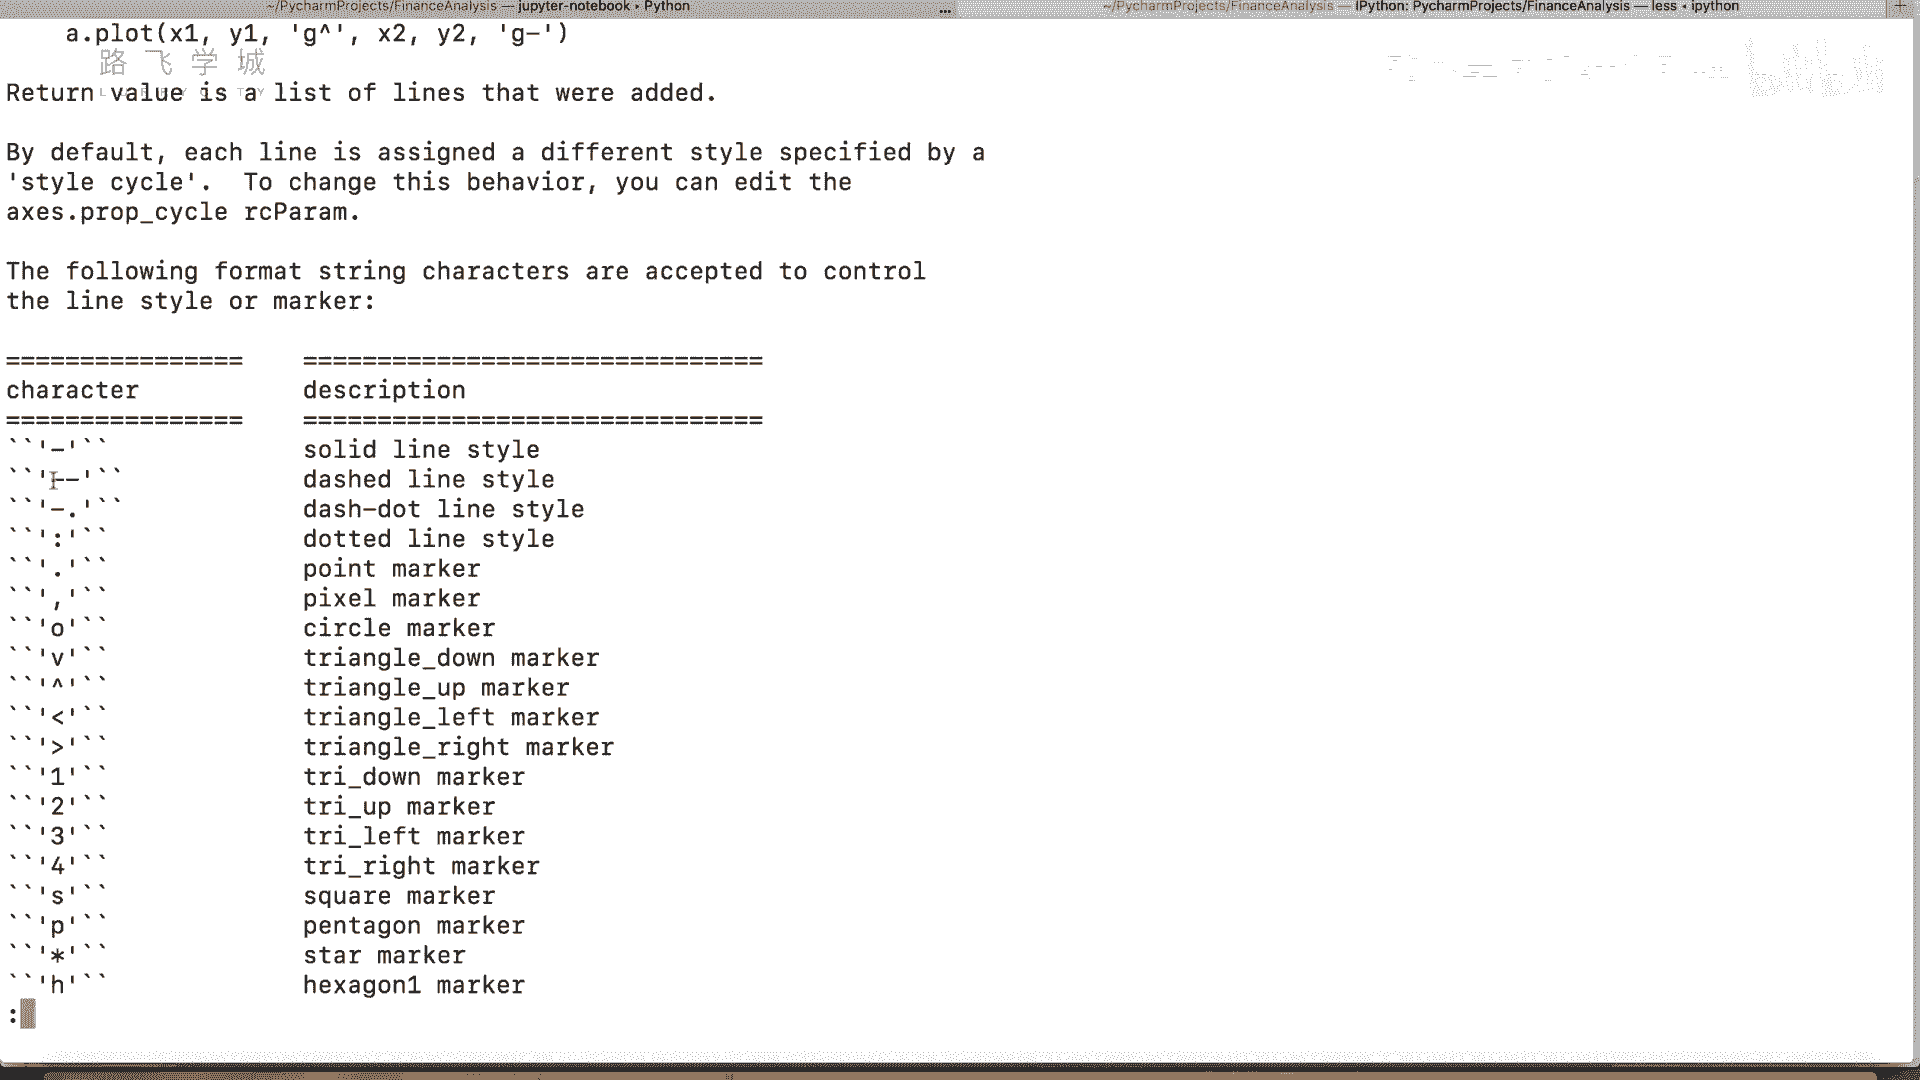 ~/PycharmProjects/FinanceAnalysis — jupyter-notebook • Python ... ~/PycharmProjects/FinanceAnalysis — IPython: PycharmProjects/FinanceAnalysis — less • ipython +
a.plot(x1, y1, 'g^', x2, y2, 'g-')
路飞学城
Return value is a list of lines that were added.
By default, each line is assigned a different style specified by a
'style cycle'.  To change this behavior, you can edit the
axes.prop_cycle rcParam.
The following format string characters are accepted to control
the line style or marker:
================    ===============================
character           description
================    ===============================
``'-'``             solid line style
``'--'``            dashed line style
``'-.'``            dash-dot line style
``':'``             dotted line style
``'.'``             point marker
``','``             pixel marker
``'o'``             circle marker
``'v'``             triangle_down marker
``'^'``             triangle_up marker
``'<'``             triangle_left marker
``'>'``             triangle_right marker
``'1'``             tri_down marker
``'2'``             tri_up marker
``'3'``             tri_left marker
``'4'``             tri_right marker
``'s'``             square marker
``'p'``             pentagon marker
``'*'``             star marker
``'h'``             hexagon1 marker
: